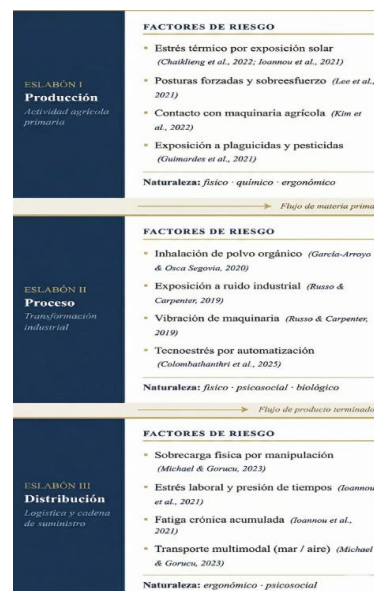 FACTORES DE RIESGO
ESLABÓN I
Producción
Actividad agrícola
primaria
• Estrés térmico por exposición solar
(Chaiklieng et al., 2022; Ioannou et al., 2021)
• Posturas forzadas y sobreesfuerzo (Lee et al.,
2021)
• Contacto con maquinaria agrícola (Kim et
al., 2022)
• Exposición a plaguicidas y pesticidas
(Guimardes et al., 2021)
Naturaleza: físico · químico · ergonómico
Flujo de materia prima
FACTORES DE RIESGO
ESLABÓN II
Proceso
Transformación
industrial
• Inhalación de polvo orgánico (García-Arroyo
& Osca Segovia, 2020)
• Exposición a ruido industrial (Russo &
Carpenter, 2019)
• Vibración de maquinaria (Russo & Carpenter,
2019)
• Tecnoestrés por automatización
(Colombathanthri et al., 2025)
Naturaleza: físico · psicosocial · biológico
Flujo de producto terminado
FACTORES DE RIESGO
ESLABÓN III
Distribución
Logística y cadena
de suministro
• Sobrecarga física por manipulación
(Michael & Gorucu, 2023)
• Estrés laboral y presión de tiempos (Ioannou
et al., 2021)
• Fatiga crónica acumulada (Ioannou et al.,
2021)
• Transporte multimodal (mar / aire) (Michael
& Gorucu, 2023)
Naturaleza: ergonómico · psicosocial